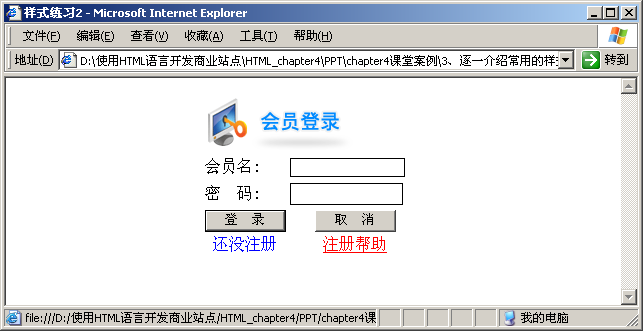 样式练习2 - Microsoft Internet Explorer
文件(F) 编辑(E) 查看(V) 收藏(A) 工具(T) 帮助(H)
地址(D) D:\使用HTML语言开发商业站点\HTML_chapter4\PPT\chapter4课堂案例\3、逐一介绍常用的样 转到
会员登录
会员名：
密 码：
登 录 取 消
还没注册 注册帮助
file:///D:/使用HTML语言开发商业站点/HTML_chapter4/PPT/chapter4课 我的电脑